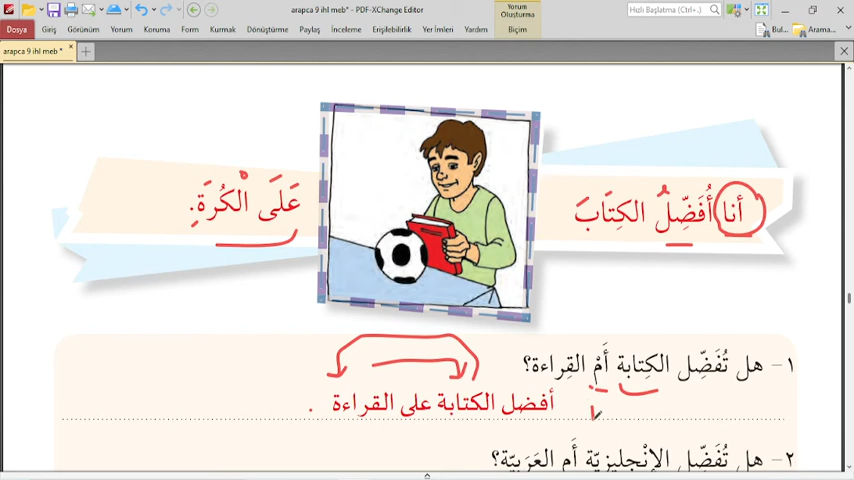 arapca 9 ihl meb* - PDF-XChange Editor
Yorum Oluşturma
Hızlı Başlatma (Ctrl+.)
Dosya Giriş Görünüm Yorum Koruma Form Kurmak Dönüştürme Paylaş İnceleme Erişilebilirlik Yer İmleri Yardım Biçim Bul... Arama...
arapca 9 ihl meb *
أنا أُفَضِّلُ الكِتَابَ
عَلَى الْكُرَةِ.
١- هل تُفَضِّل الكِتابة أَمْ القِراءة؟
أفضل الكتابة على القراءة .
٢- هل تُفَضِّل الإنْجليزيّة أَم العَرَبيّة؟